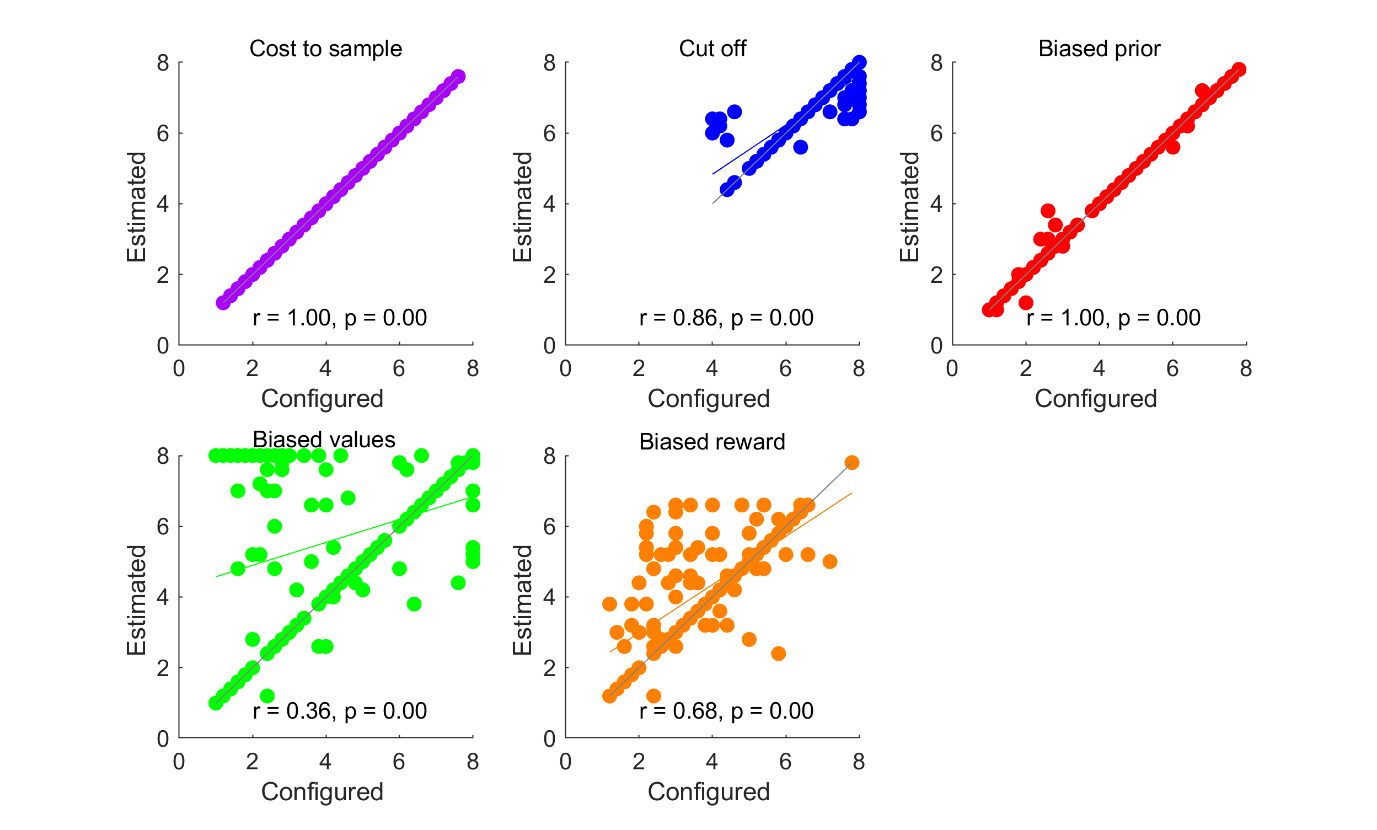 Cost to sample
8
6
4
2
0
Estimated
r = 1.00, p = 0.00
0 2 4 6 8
Configured
Cut off
8
6
4
2
0
Estimated
r = 0.86, p = 0.00
0 2 4 6 8
Configured
Biased prior
8
6
4
2
0
Estimated
r = 1.00, p = 0.00
0 2 4 6 8
Configured
Biased values
8
6
4
2
0
Estimated
r = 0.36, p = 0.00
0 2 4 6 8
Configured
Biased reward
8
6
4
2
0
Estimated
r = 0.68, p = 0.00
0 2 4 6 8
Configured